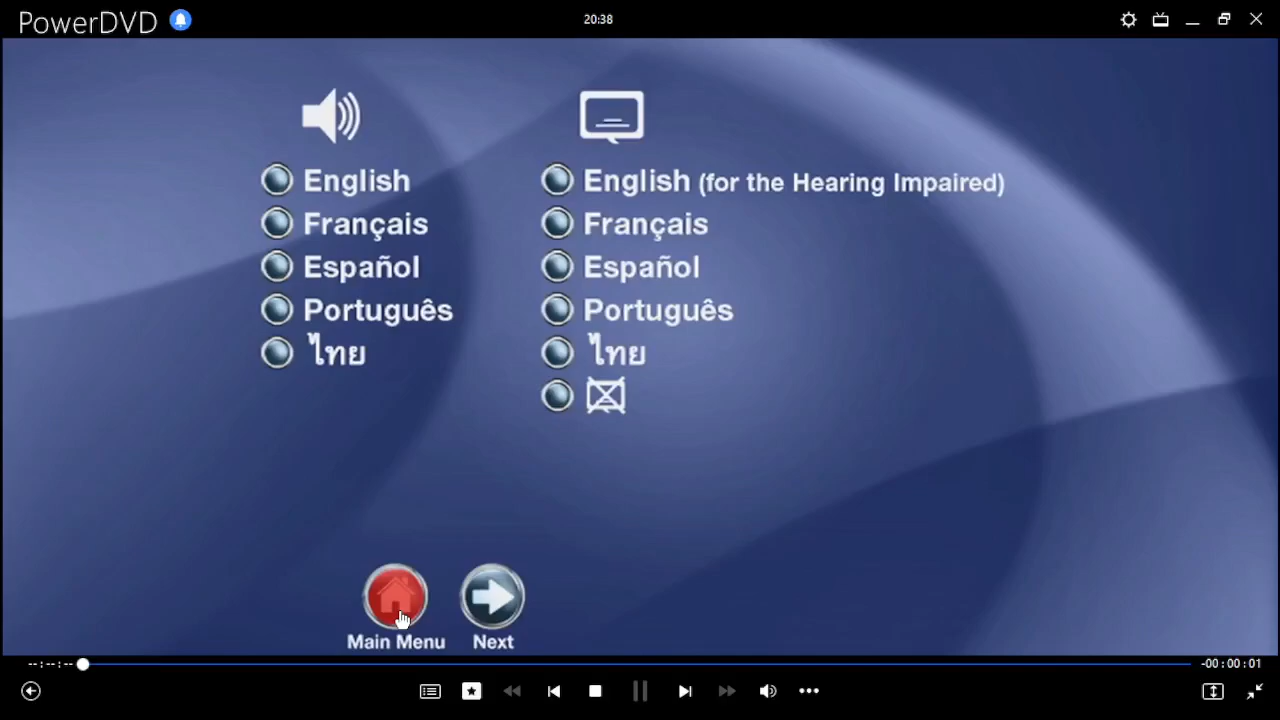 PowerDVD
20:38
English
Français
Español
Português
ไทย
English (for the Hearing Impaired)
Français
Español
Português
ไทย
Main Menu
Next
--:--:--
-00:00:01